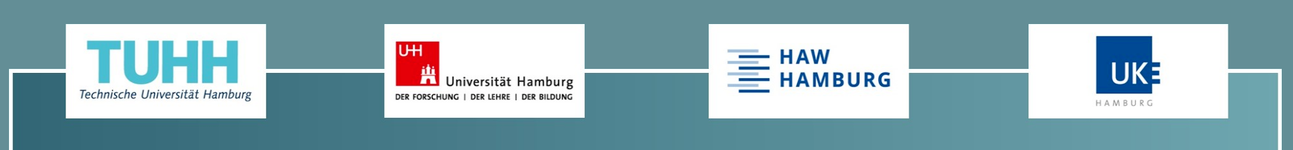 TUHH
Technische Universität Hamburg
UHH
Universität Hamburg
DER FORSCHUNG | DER LEHRE | DER BILDUNG
HAW
HAMBURG
UKE
HAMBURG